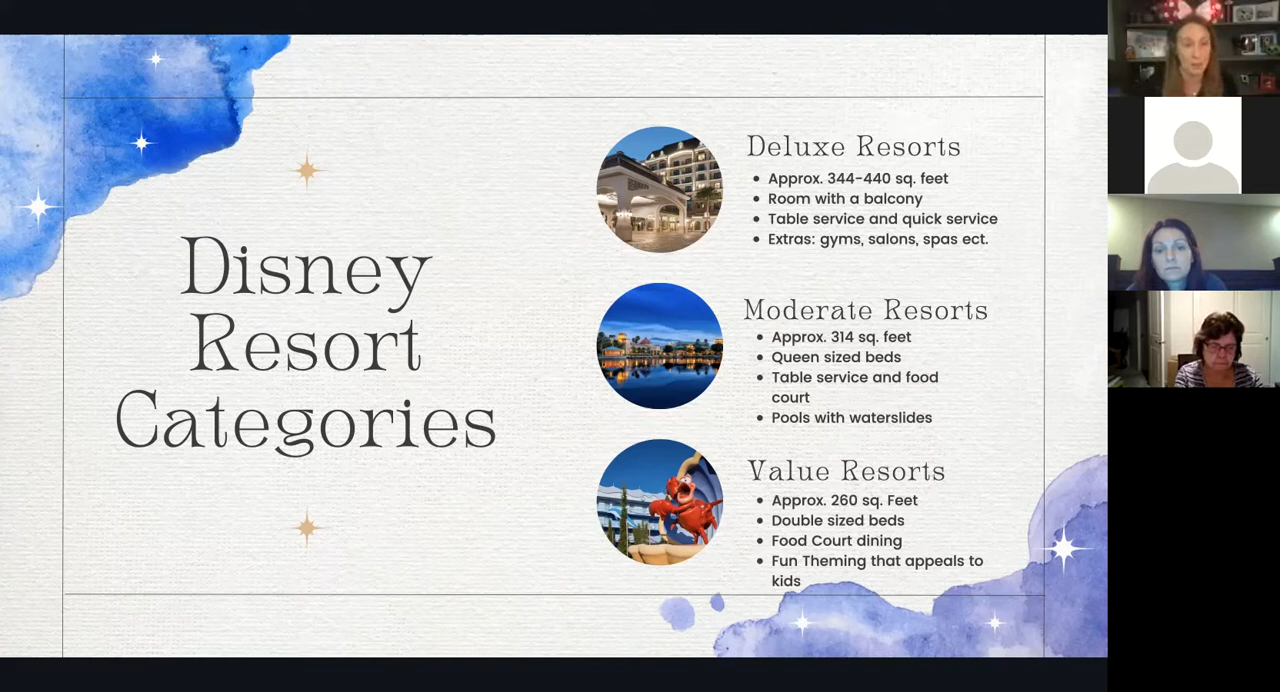 Disney
Resort
Categories
Deluxe Resorts
• Approx. 344-440 sq. feet
• Room with a balcony
• Table service and quick service
• Extras: gyms, salons, spas ect.
Moderate Resorts
• Approx. 314 sq. feet
• Queen sized beds
• Table service and food
court
• Pools with waterslides
Value Resorts
• Approx. 260 sq. Feet
• Double sized beds
• Food Court dining
• Fun Theming that appeals to
kids